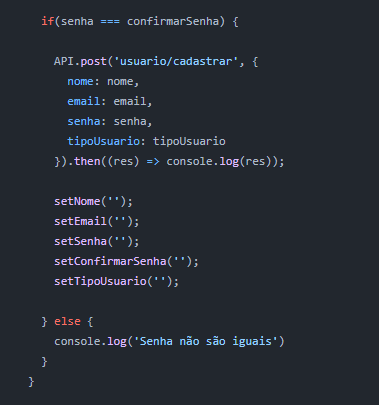 if(senha === confirmarSenha) {
API.post('usuario/cadastrar', {
nome: nome,
email: email,
senha: senha,
tipoUsuario: tipoUsuario
}).then((res) => console.log(res));
setNome('');
setEmail('');
setSenha('');
setConfirmarSenha('');
setTipoUsuario('');
} else {
console.log('Senha não são iguais')
}
}